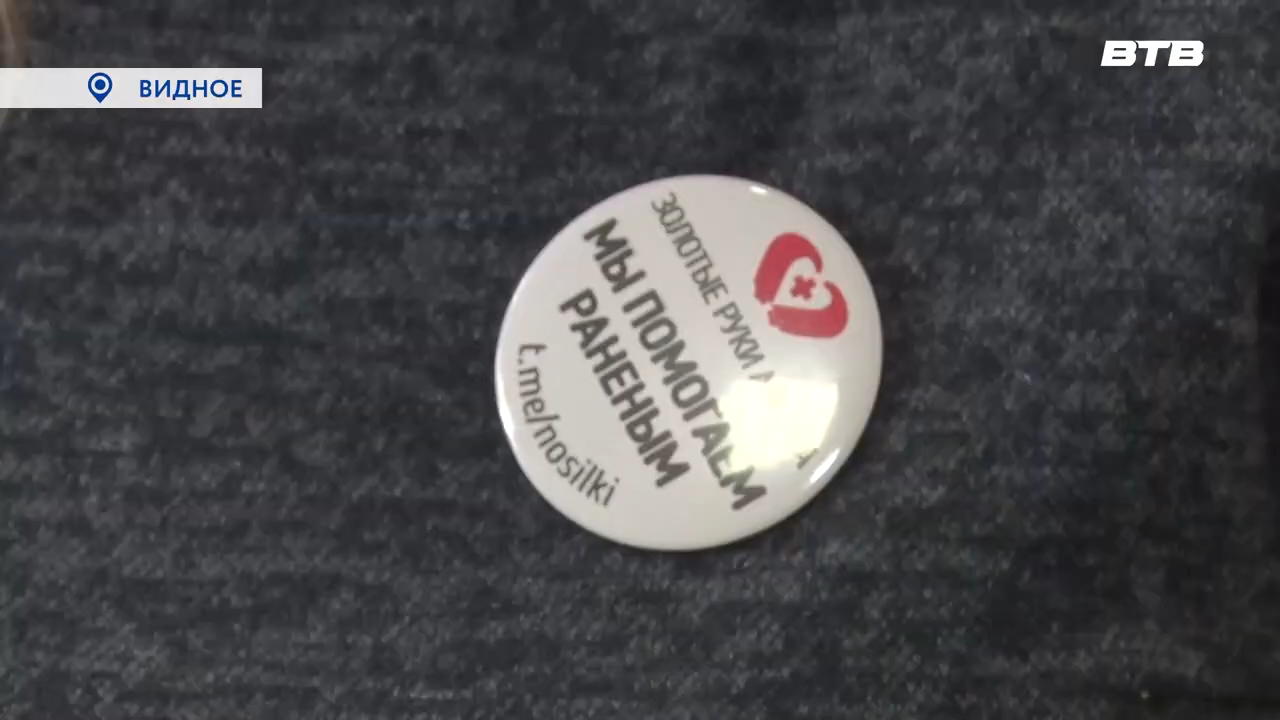 ВТВ
ВИДНОЕ
ЗОЛОТЫЕ РУКИ
МЫ ПОМОГАЕМ
РАНЕНЫМ
t.me/nosilki